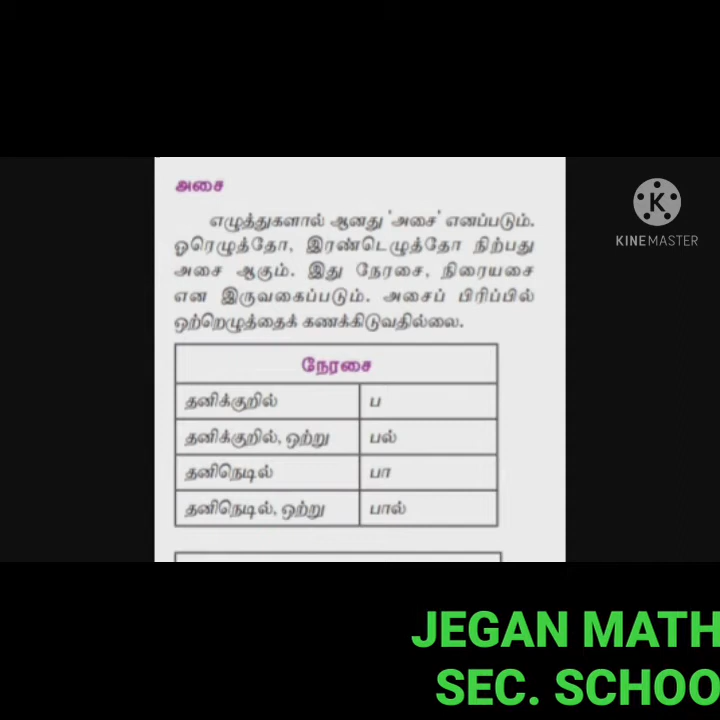 அசை
எழுத்துகளால் ஆனது 'அசை' எனப்படும்.
ஓரெழுத்தோ, இரண்டெழுத்தோ நிற்பது
அசை ஆகும். இது நேரசை, நிரையசை
என இருவகைப்படும். அசைப் பிரிப்பில்
ஒற்றெழுத்தைக் கணக்கிடுவதில்லை.
நேரசை
தனிக்குறில் ப
தனிக்குறில், ஒற்று பல்
தனிநெடில் பா
தனிநெடில், ஒற்று பால்
K
KINEMASTER
JEGAN MATH
SEC. SCHOO